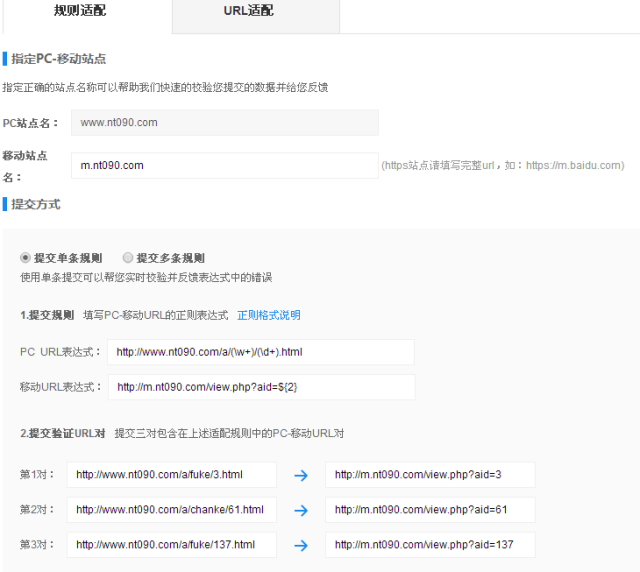 规则适配 URL适配
指定PC-移动站点
指定正确的站点名称可以帮助我们快速的校验您提交的数据并给您反馈
PC站点名： www.nt090.com
移动站点名： m.nt090.com (https站点请填写完整url，如：https://m.baidu.com)
提交方式
提交单条规则 提交多条规则
使用单条提交可以帮您实时校验并反馈表达式中的错误
1.提交规则 填写PC-移动URL的正则表达式 正则格式说明
PC URL表达式： http://www.nt090.com/a/(\w+)/(\d+).html
移动URL表达式： http://m.nt090.com/view.php?aid=${2}
2.提交验证URL对 提交三对包含在上述适配规则中的PC-移动URL对
第1对： http://www.nt090.com/a/fuke/3.html → http://m.nt090.com/view.php?aid=3
第2对： http://www.nt090.com/a/chanke/61.html → http://m.nt090.com/view.php?aid=61
第3对： http://www.nt090.com/a/fuke/137.html → http://m.nt090.com/view.php?aid=137